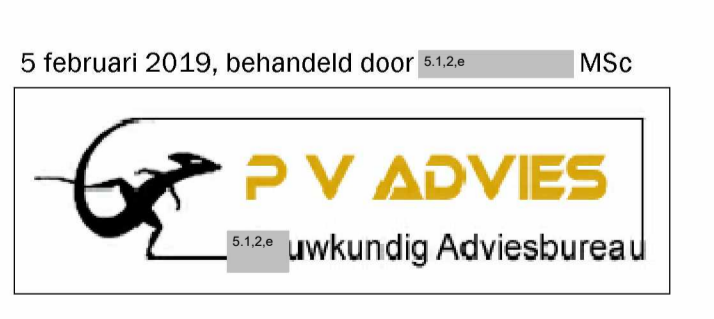 5 februari 2019, behandeld door 5.1,2,e MSc
P V ADVIES
5.1,2,e uwkundig Adviesbureau